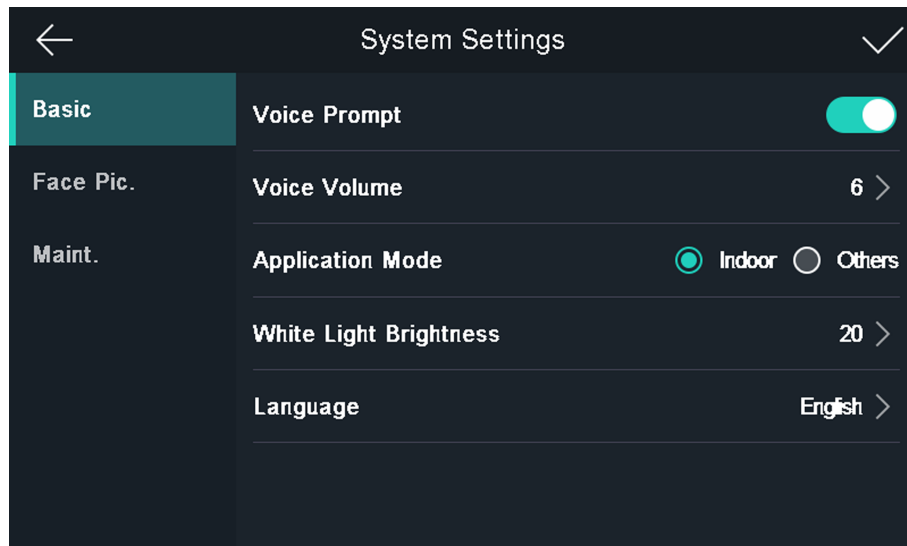 System Settings
Basic
Face Pic.
Maint.
Voice Prompt
Voice Volume 6
Application Mode Indoor Others
White Light Brightness 20
Language English